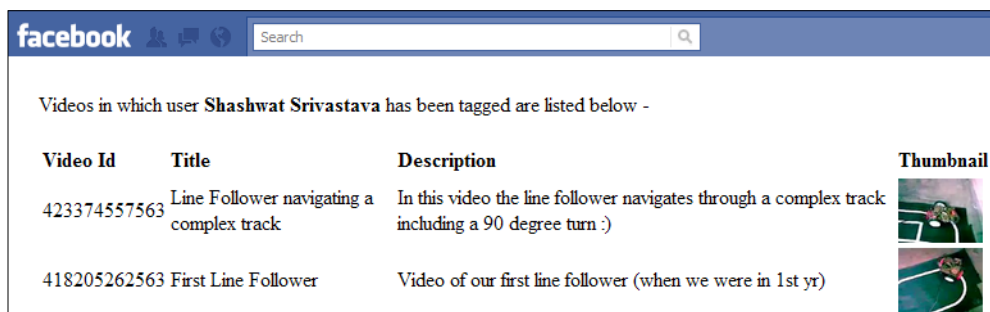 facebook
Search
Videos in which user Shashwat Srivastava has been tagged are listed below -
Video Id Title Description Thumbnail
423374557563 Line Follower navigating a complex track In this video the line follower navigates through a complex track including a 90 degree turn :)
418205262563 First Line Follower Video of our first line follower (when we were in 1st yr)